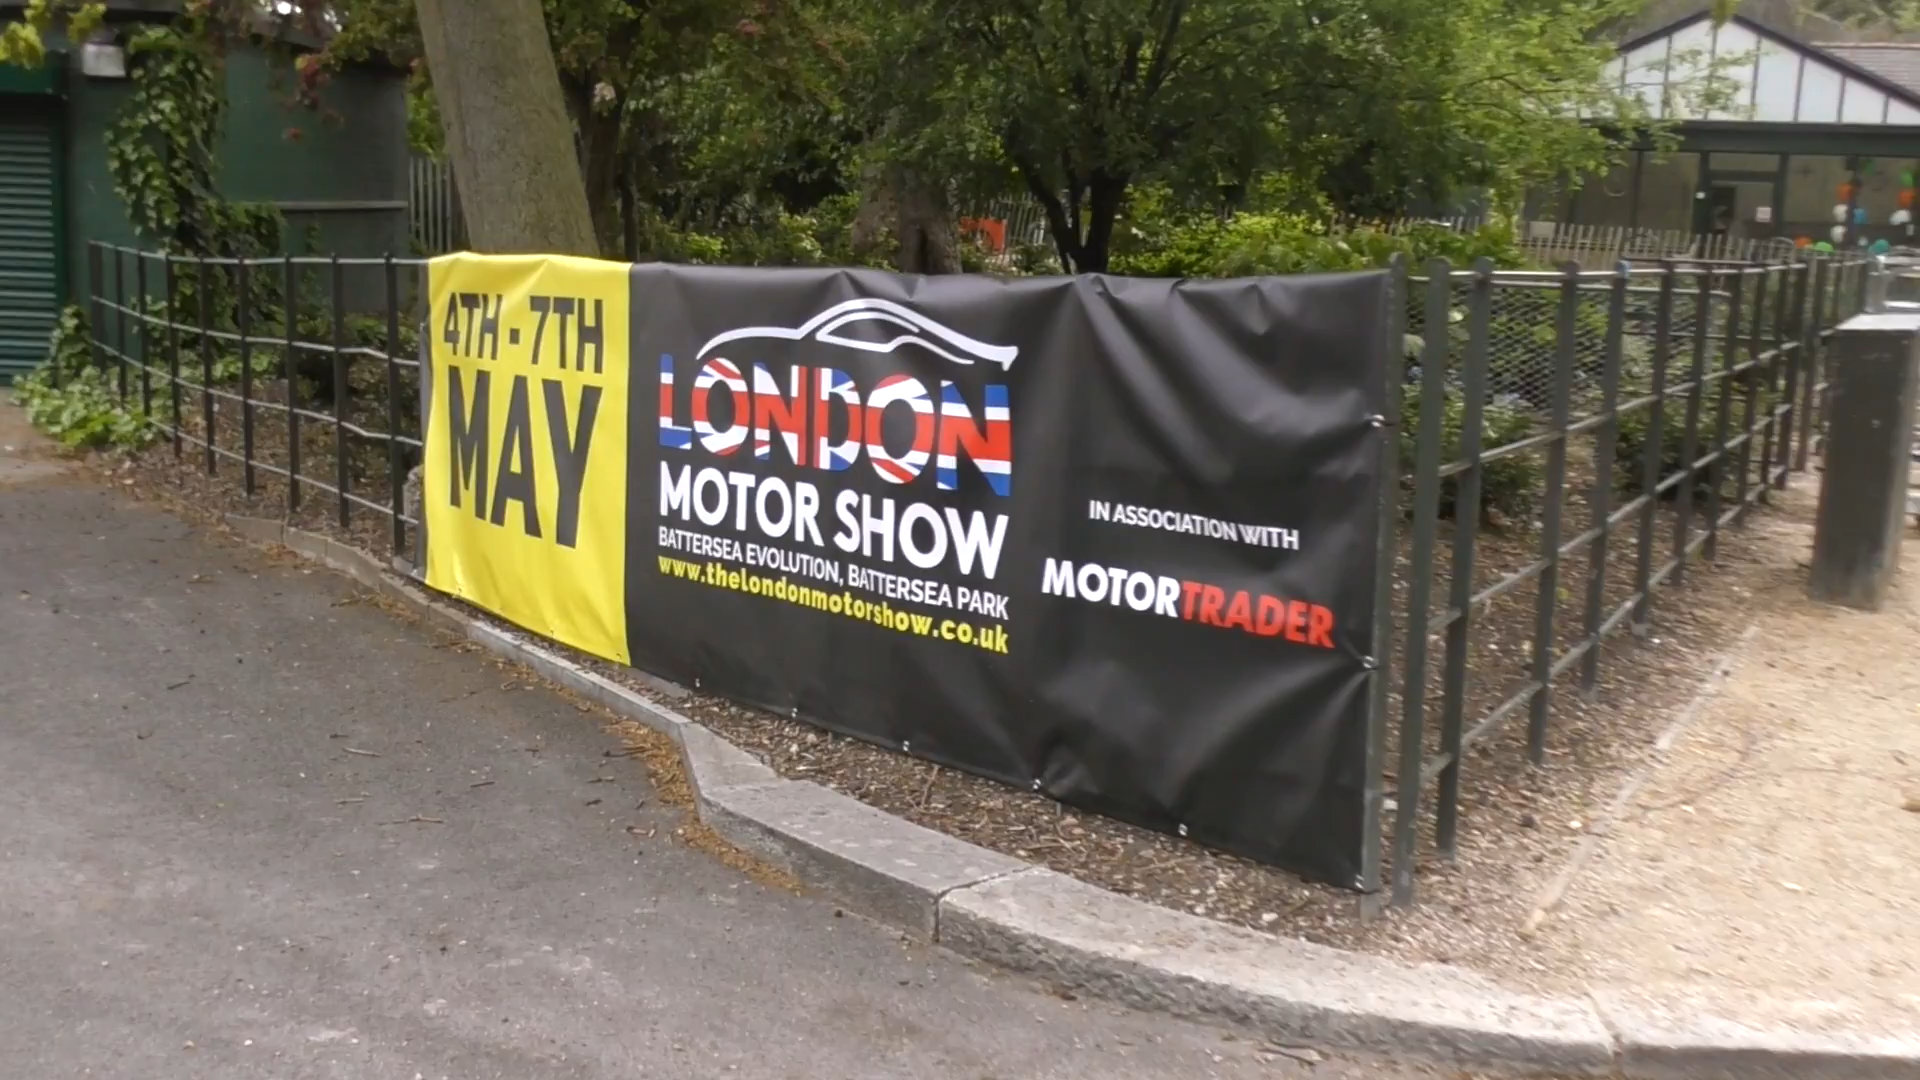 4TH - 7TH
MAY
LONDON
MOTOR SHOW
BATTERSEA EVOLUTION, BATTERSEA PARK
www.thelondonmotorshow.co.uk
IN ASSOCIATION WITH
MOTORTRADER